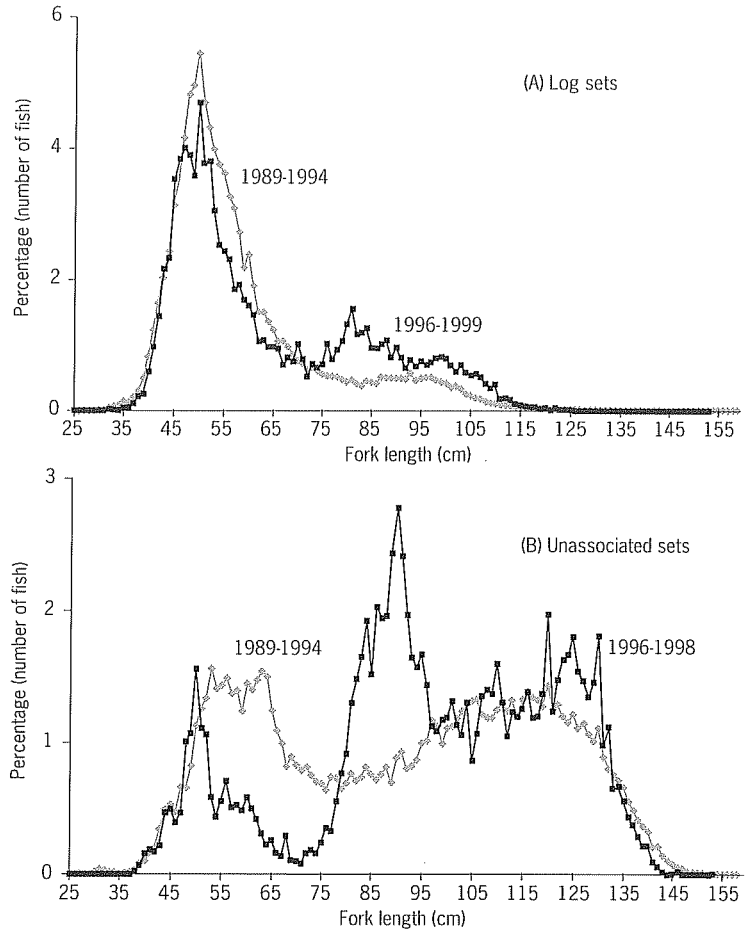 6
(A) Log sets
Percentage (number of fish)
4
1989-1994
2
1996-1999
0
25 35 45 55 65 75 85 95 105 115 125 135 145 155
Fork length (cm)
3
(B) Unassociated sets
Percentage (number of fish)
2
1989-1994
1996-1998
1
0
25 35 45 55 65 75 85 95 105 115 125 135 145 155
Fork length (cm)